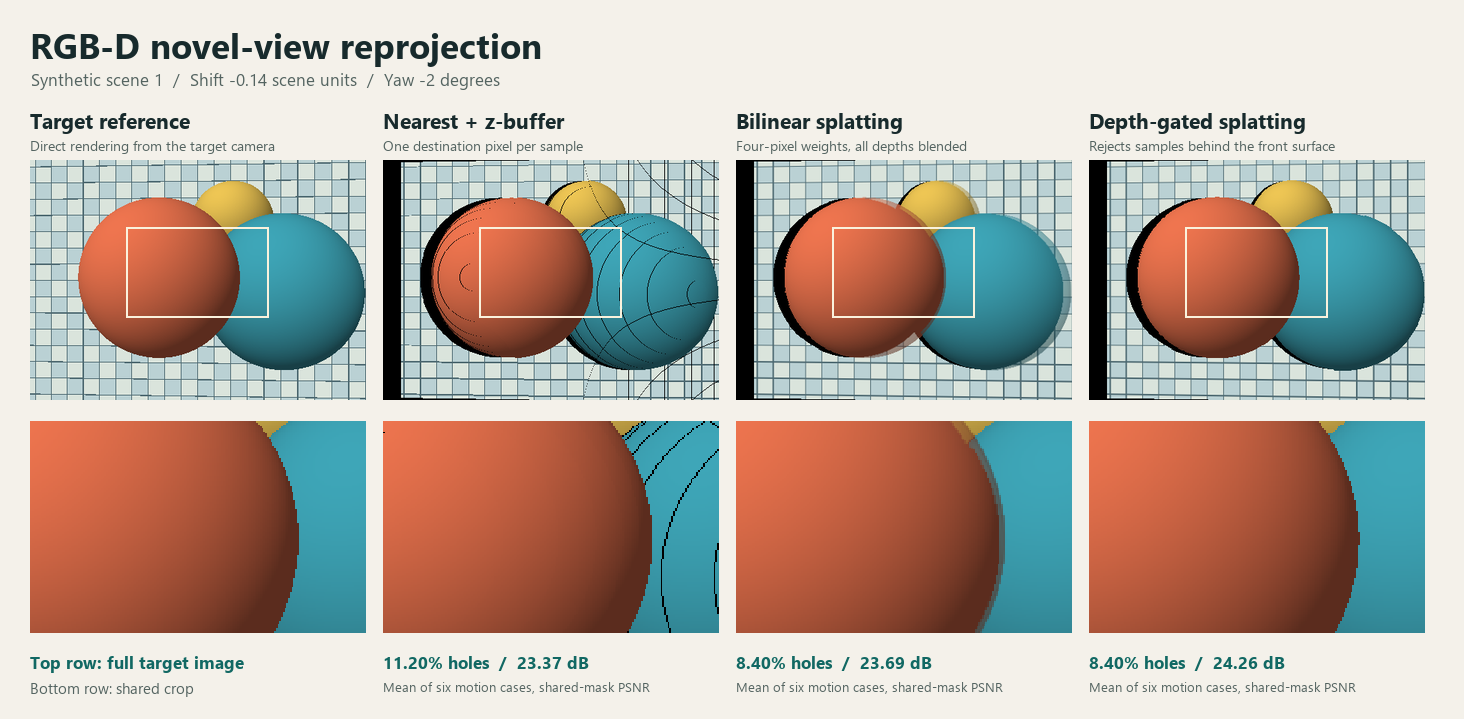 RGB-D novel-view reprojection
Synthetic scene 1 / Shift -0.14 scene units / Yaw -2 degrees
Target reference
Direct rendering from the target camera
Nearest + z-buffer
One destination pixel per sample
Bilinear splatting
Four-pixel weights, all depths blended
Depth-gated splatting
Rejects samples behind the front surface
Top row: full target image
Bottom row: shared crop
11.20% holes / 23.37 dB
Mean of six motion cases, shared-mask PSNR
8.40% holes / 23.69 dB
Mean of six motion cases, shared-mask PSNR
8.40% holes / 24.26 dB
Mean of six motion cases, shared-mask PSNR